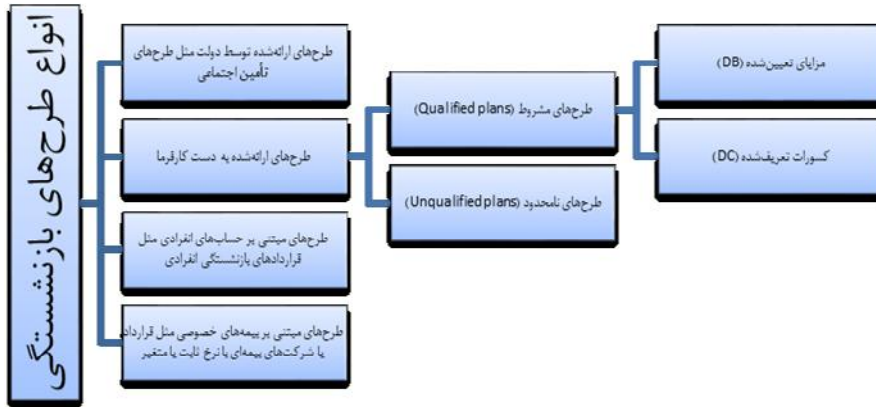 انواع طرح‌های بازنشستگی
طرح‌های ارائه‌شده توسط دولت مثل طرح‌های
تأمین اجتماعی
طرح‌های ارائه‌شده به دست کارفرما
طرح‌های مبتنی بر حساب‌های انفرادی مثل
قراردادهای بازنشستگی انفرادی
طرح‌های مبتنی بر بیمه‌های خصوصی مثل قرارداد
با شرکت‌های بیمه‌ای با نرخ ثابت یا متغیر
طرح‌های مشروط (Qualified plans)
طرح‌های نامحدود (Unqualified plans)
مزایای تعیین‌شده (DB)
کسورات تعریف‌شده (DC)